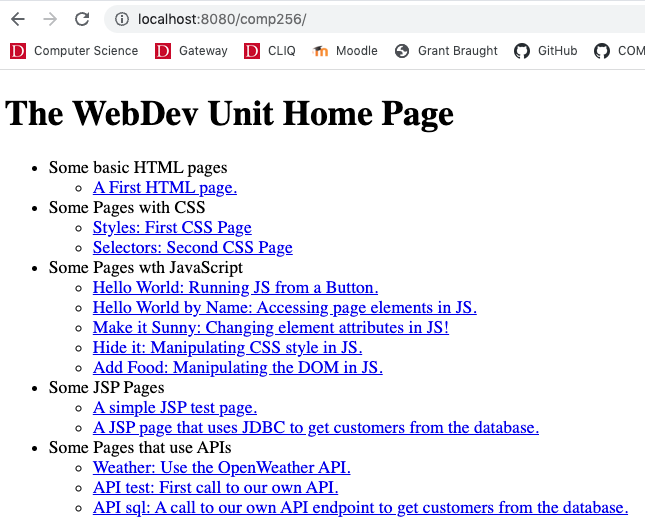 localhost:8080/comp256/
Computer Science Gateway CLIQ Moodle Grant Braught GitHub COM
The WebDev Unit Home Page
Some basic HTML pages
A First HTML page.
Some Pages with CSS
Styles: First CSS Page
Selectors: Second CSS Page
Some Pages wth JavaScript
Hello World: Running JS from a Button.
Hello World by Name: Accessing page elements in JS.
Make it Sunny: Changing element attributes in JS!
Hide it: Manipulating CSS style in JS.
Add Food: Manipulating the DOM in JS.
Some JSP Pages
A simple JSP test page.
A JSP page that uses JDBC to get customers from the database.
Some Pages that use APIs
Weather: Use the OpenWeather API.
API test: First call to our own API.
API sql: A call to our own API endpoint to get customers from the database.